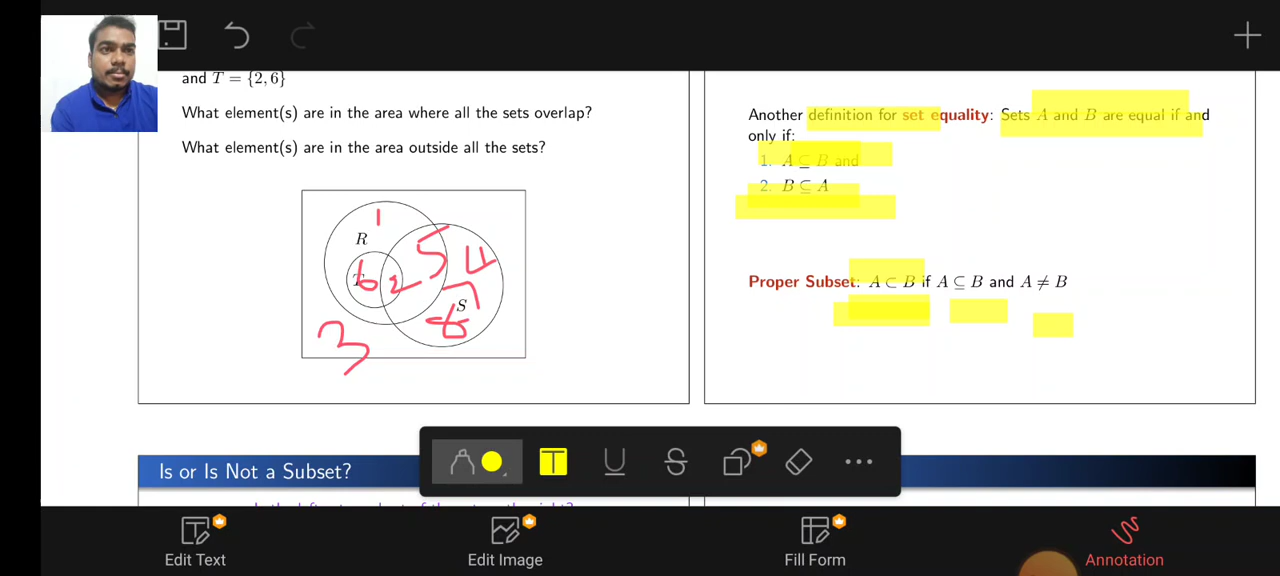 and T = {2, 6}
What element(s) are in the area where all the sets overlap?
What element(s) are in the area outside all the sets?
1
R
5
4
T
6
2
7
S
8
3
Another definition for set equality: Sets A and B are equal if and
only if:
1. A ⊆ B and
2. B ⊆ A
Proper Subset: A ⊂ B if A ⊆ B and A ≠ B
Is or Is Not a Subset?
T
U
S
Edit Text
Edit Image
Fill Form
Annotation